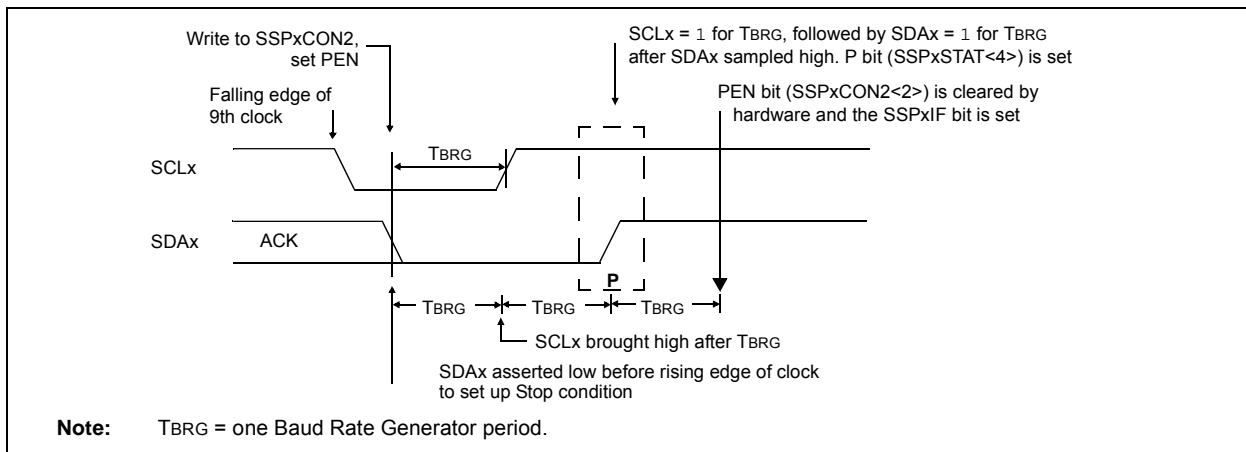 Write to SSPxCON2,
set PEN
SCLx = 1 for TBRG, followed by SDAx = 1 for TBRG
after SDAx sampled high. P bit (SSPxSTAT<4>) is set
Falling edge of
9th clock
PEN bit (SSPxCON2<2>) is cleared by
hardware and the SSPxIF bit is set
TBRG
SCLx
SDAx
ACK
P
TBRG
TBRG
TBRG
SCLx brought high after TBRG
SDAx asserted low before rising edge of clock
to set up Stop condition
Note: TBRG = one Baud Rate Generator period.